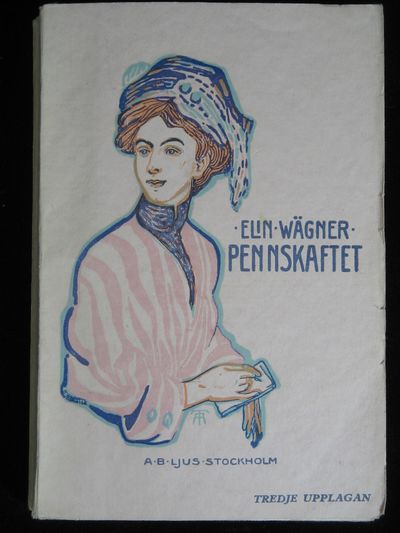 ·ELIN·WÄGNER·
PENNSKAFTET
A·B·LJUS·STOCKHOLM
TREDJE UPPLAGAN